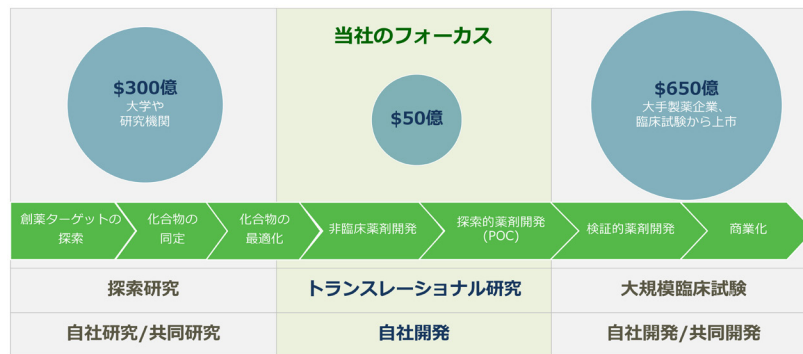 当社のフォーカス
$300億
大学や
研究機関
$50億
$650億
大手製薬企業、
臨床試験から上市
創薬ターゲットの
探索
化合物の
同定
化合物の
最適化
非臨床薬剤開発
探索的薬剤開発
(POC)
検証的薬剤開発
商業化
探索研究
トランスレーショナル研究
大規模臨床試験
自社研究/共同研究
自社開発
自社開発/共同開発